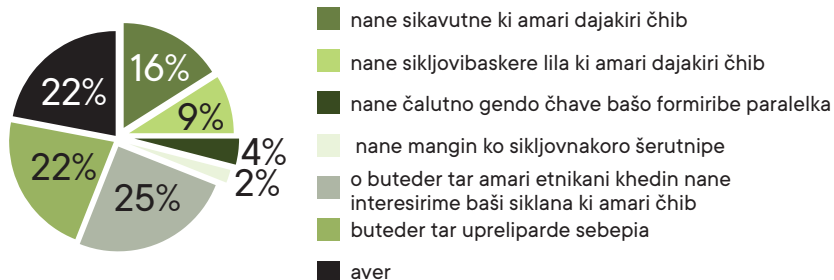 16%
9%
4%
2%
25%
22%
22%
nane sikavutne ki amari dajakiri čhib
nane sikljovibaskere lila ki amari dajakiri čhib
nane čalutno gendo čhave bašo formiribe paralelka
nane mangin ko sikljovnakoro šerutnipe
o buteder tar amari etnikani khedin nane
interesirime baši siklana ki amari čhib
buteder tar upreliparde sebepia
aver